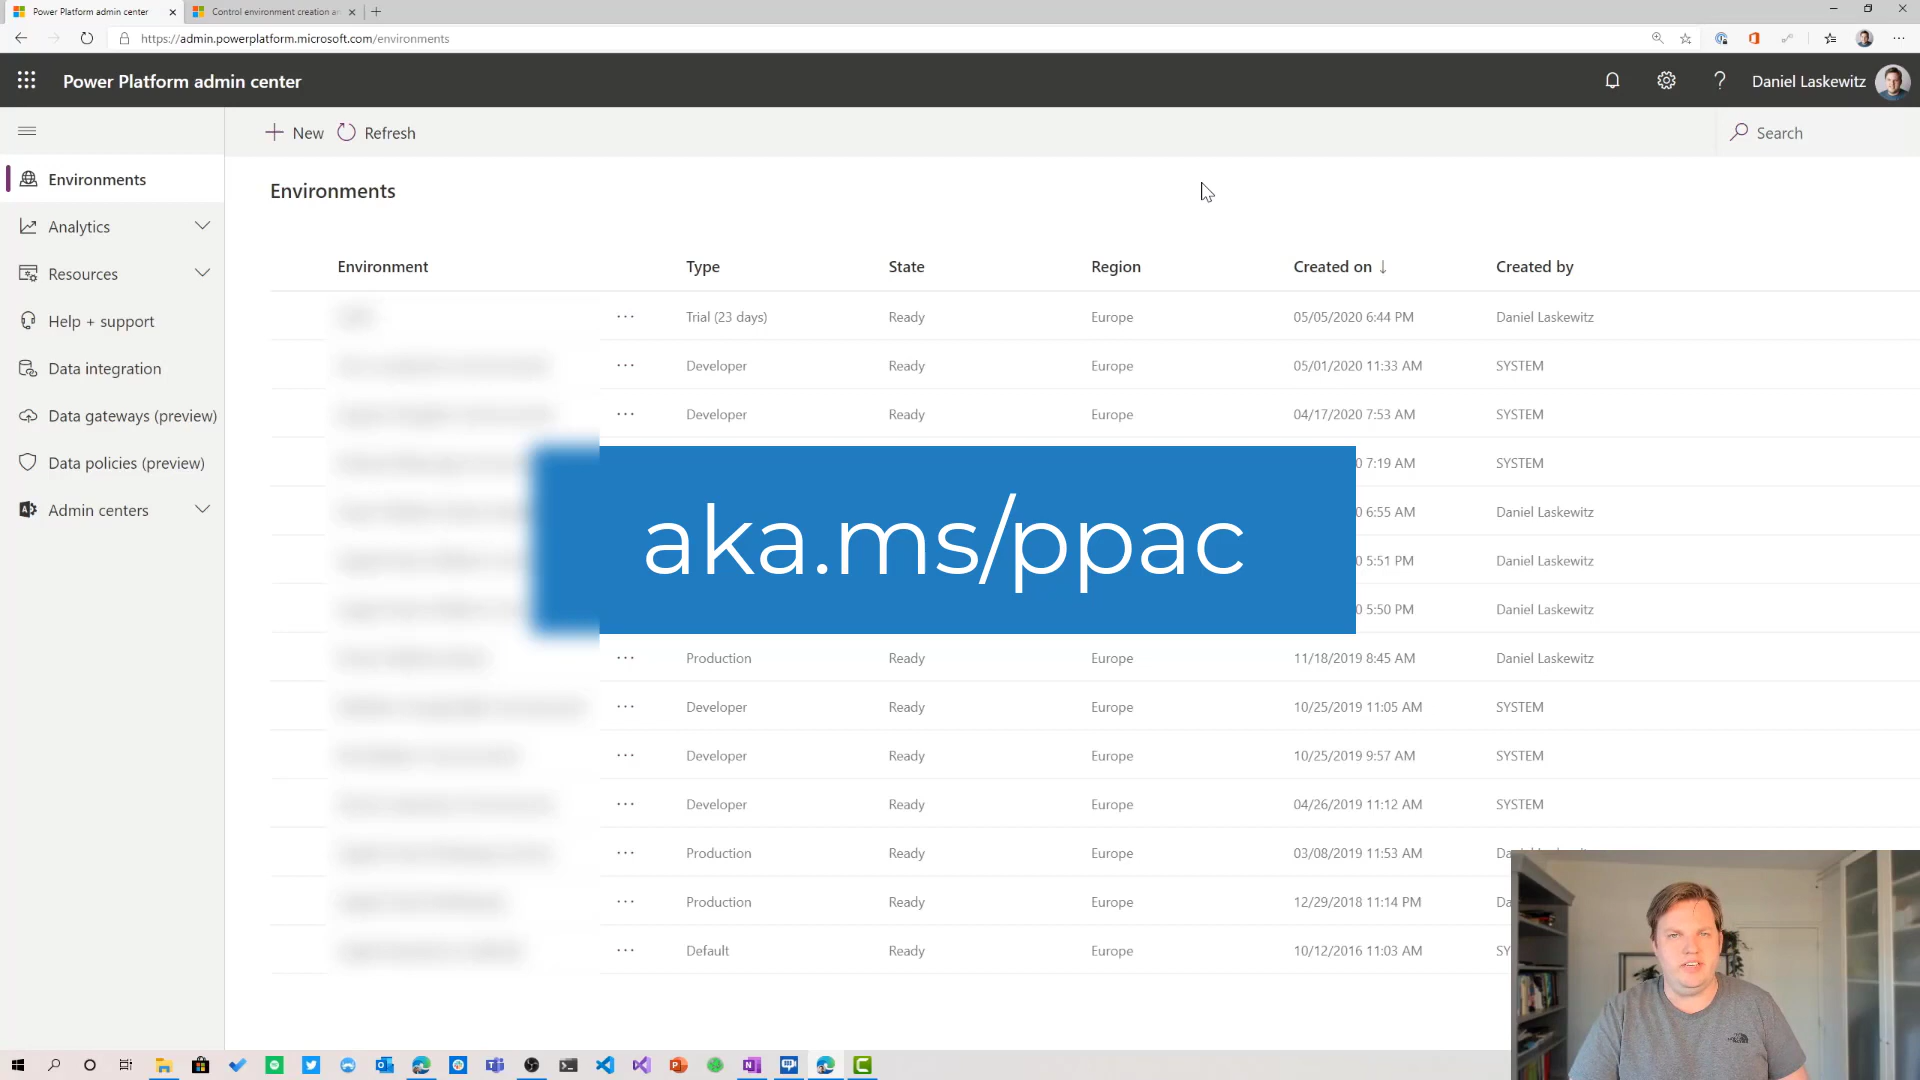 Power Platform admin center
Control environment creation a
https://admin.powerplatform.microsoft.com/environments
Power Platform admin center
Daniel Laskewitz
New
Refresh
Search
Environments
Analytics
Resources
Help + support
Data integration
Data gateways (preview)
Data policies (preview)
Admin centers
Environments
Environment Type State Region Created on ↓ Created by
Trial (23 days) Ready Europe 05/05/2020 6:44 PM Daniel Laskewitz
Developer Ready Europe 05/01/2020 11:33 AM SYSTEM
Developer Ready Europe 04/17/2020 7:53 AM SYSTEM
0 7:19 AM SYSTEM
0 6:55 AM Daniel Laskewitz
0 5:51 PM Daniel Laskewitz
0 5:50 PM Daniel Laskewitz
aka.ms/ppac
Production Ready Europe 11/18/2019 8:45 AM Daniel Laskewitz
Developer Ready Europe 10/25/2019 11:05 AM SYSTEM
Developer Ready Europe 10/25/2019 9:57 AM SYSTEM
Developer Ready Europe 04/26/2019 11:12 AM SYSTEM
Production Ready Europe 03/08/2019 11:53 AM
Production Ready Europe 12/29/2018 11:14 PM Da
Default Ready Europe 10/12/2016 11:03 AM SY